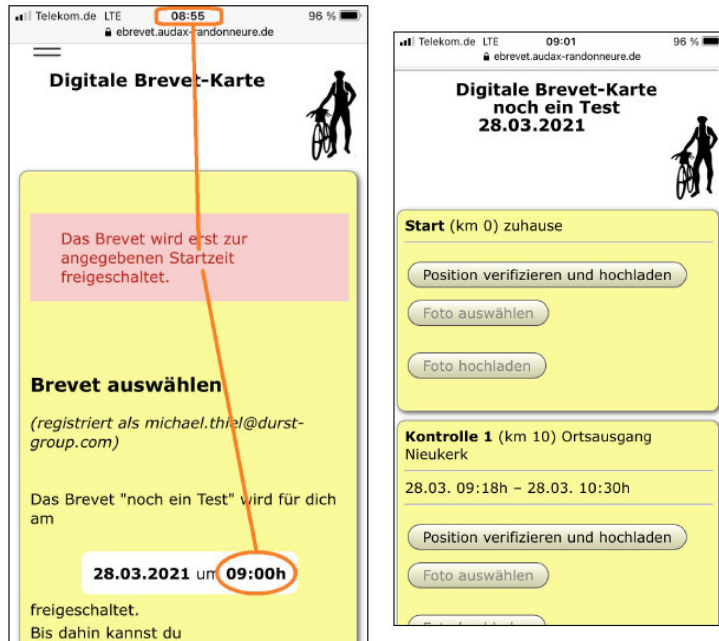 Telekom.de LTE 08:55 96 %
ebrevet.audax-randonneure.de
Digitale Brevet-Karte
Das Brevet wird erst zur
angegebenen Startzeit
freigeschaltet.
Brevet auswählen
(registriert als michael.thiel@durst-
group.com)
Das Brevet "noch ein Test" wird für dich
am
28.03.2021 um 09:00h
freigeschaltet.
Bis dahin kannst du
Telekom.de LTE 09:01 96 %
ebrevet.audax-randonneure.de
Digitale Brevet-Karte
noch ein Test
28.03.2021
Start (km 0) zuhause
Position verifizieren und hochladen
Foto auswählen
Foto hochladen
Kontrolle 1 (km 10) Ortsausgang
Nieukerk
28.03. 09:18h – 28.03. 10:30h
Position verifizieren und hochladen
Foto auswählen